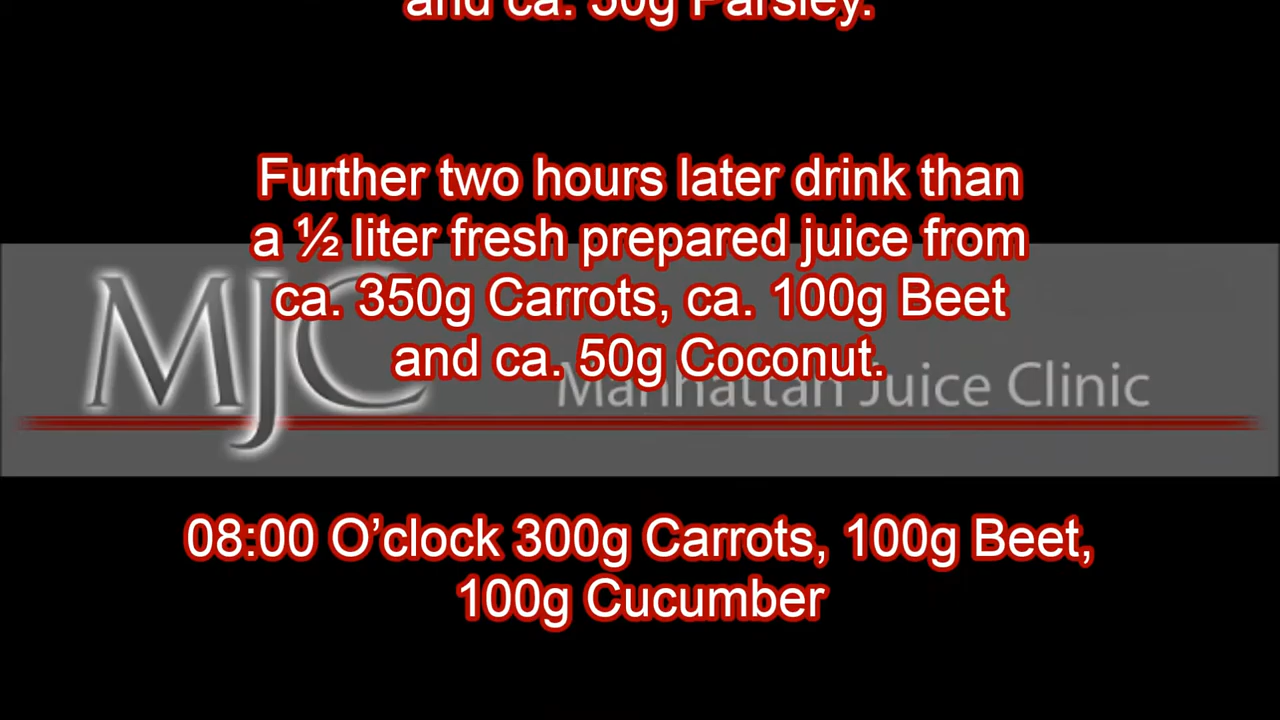 and ca. 50g Parsley.
Further two hours later drink than
a ½ liter fresh prepared juice from
ca. 350g Carrots, ca. 100g Beet
and ca. 50g Coconut.
MJC Manhattan Juice Clinic
08:00 O’clock 300g Carrots, 100g Beet,
100g Cucumber